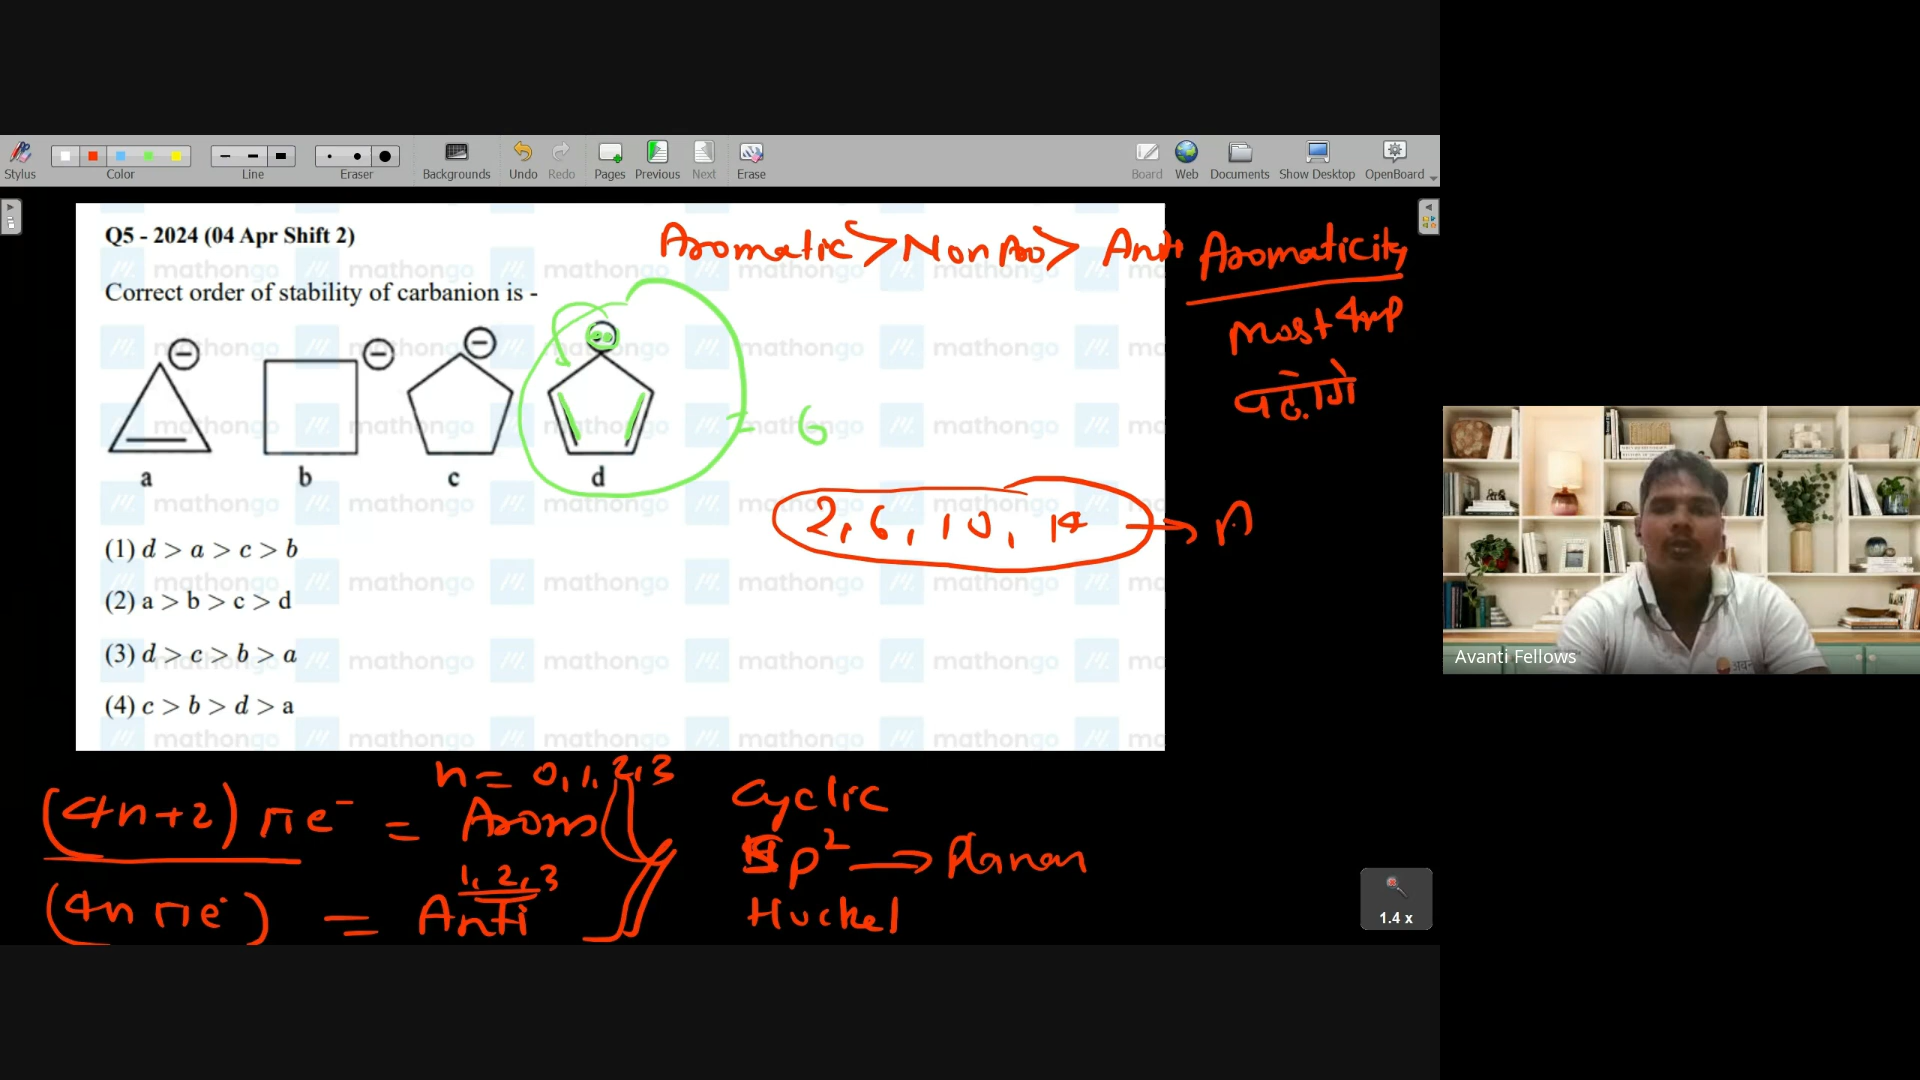 Stylus
Color
Line
Eraser
Backgrounds
Undo
Redo
Pages
Previous
Next
Erase
Board
Web
Documents
Show Desktop
OpenBoard
Q5 - 2024 (04 Apr Shift 2)
Aromatic > Non Aro > Anti
Aromaticity
Most Imp
पढ़ेंगे
Correct order of stability of carbanion is -
a
b
c
d
= 6
2, 6, 10, 14 →
(1) d > a > c > b
(2) a > b > c > d
(3) d > c > b > a
(4) c > b > d > a
mathongo
n = 0, 1, 2, 3
(4n+2) πe⁻ = Arom
1, 2, 3
(4n πe⁻) = Anti
Cyclic
Sp² → Planar
Huckel
1.4 x
Avanti Fellows